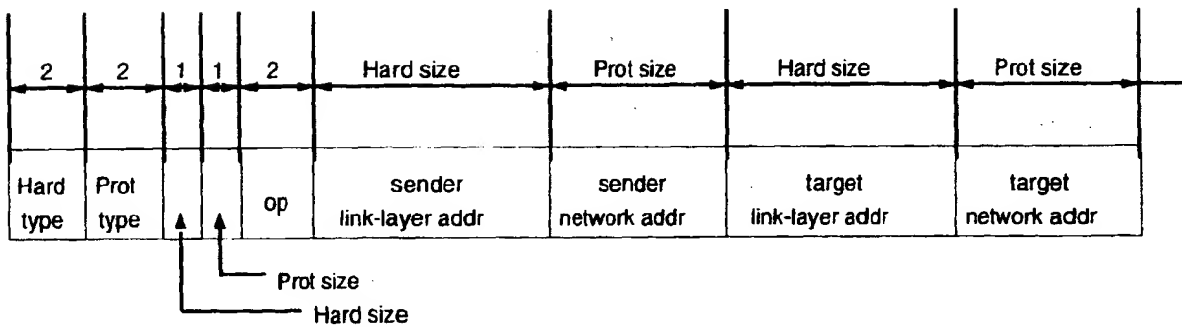 2 2 1 1 2 Hard size Prot size Hard size Prot size
Hard Prot op sender sender target target
type type link-layer addr network addr link-layer addr network addr
Prot size
Hard size